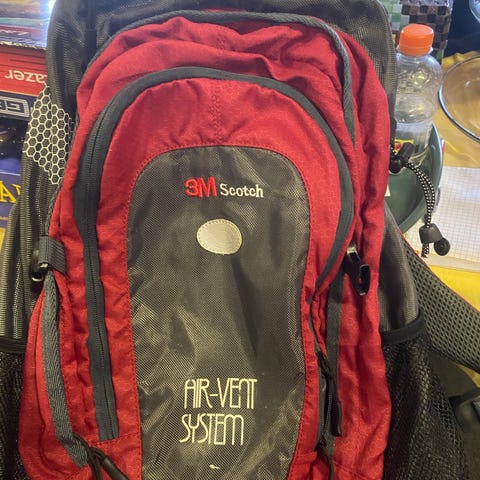 3M Scotch
AIR-VENT
SYSTEM